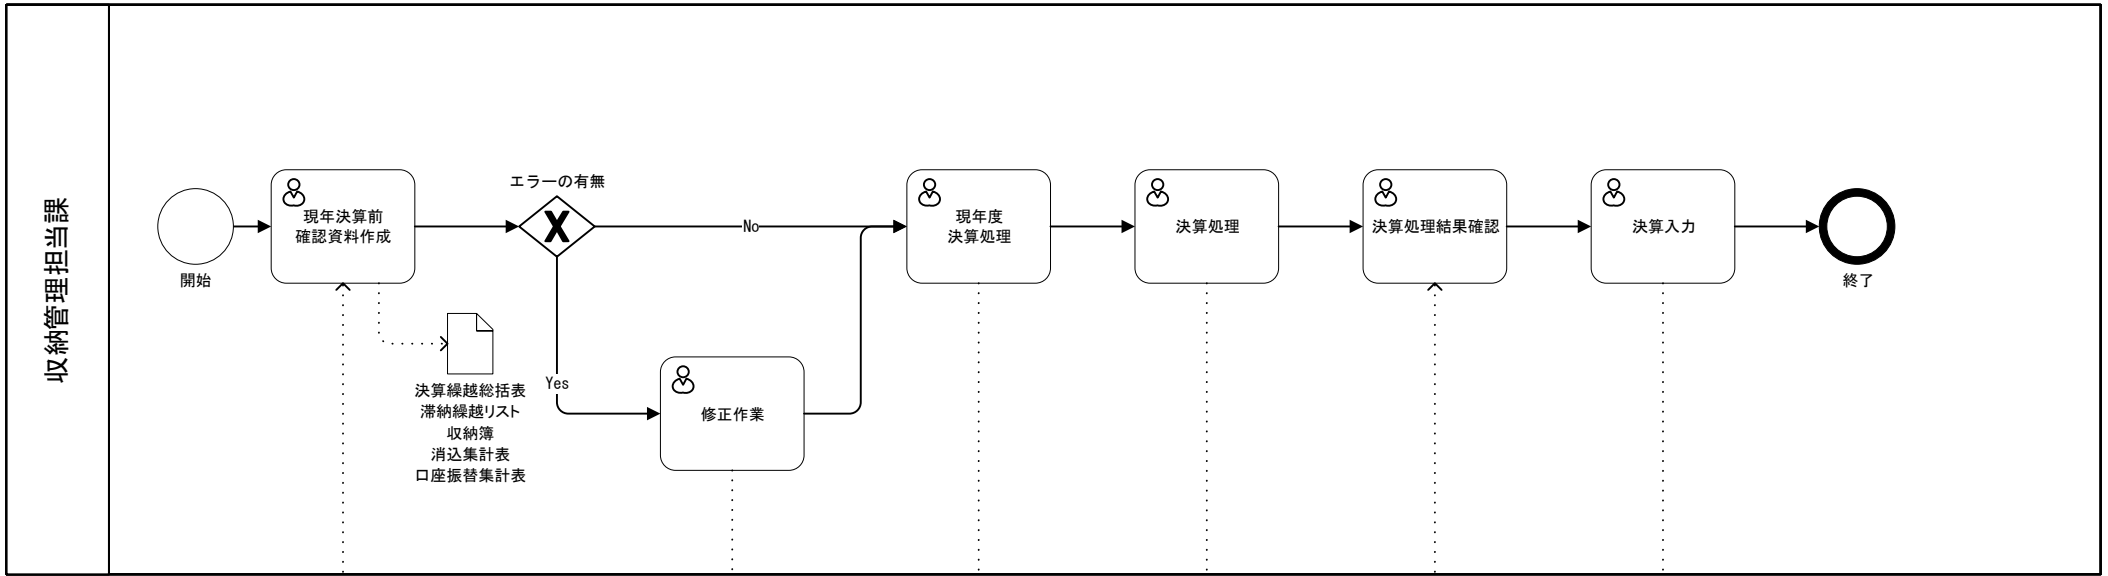 収納管理担当課
開始
現年決算前
確認資料作成
決算繰越総括表
滞納繰越リスト
収納簿
消込集計表
口座振替集計表
エラーの有無
No
Yes
修正作業
現年度
決算処理
決算処理
決算処理結果確認
決算入力
終了